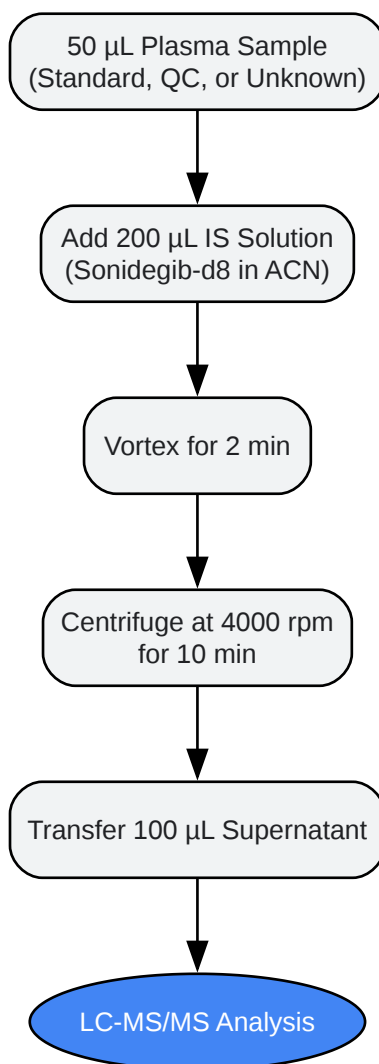 50 µL Plasma Sample
(Standard, QC, or Unknown)
Add 200 µL IS Solution
(Sonidegib-d8 in ACN)
Vortex for 2 min
Centrifuge at 4000 rpm
for 10 min
Transfer 100 µL Supernatant
LC-MS/MS Analysis